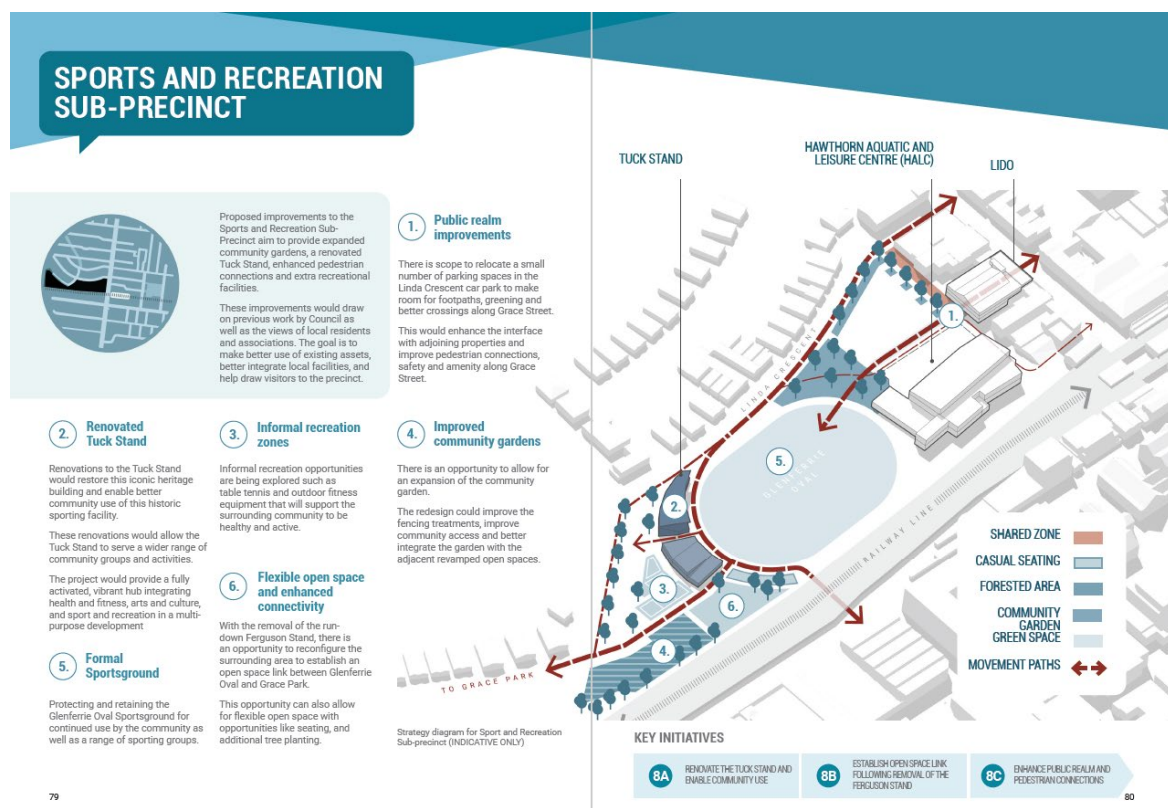 SPORTS AND RECREATION
SUB-PRECINCT
Proposed improvements to the
Sports and Recreation Sub-
Precinct aim to provide expanded
community gardens, a renovated
Tuck Stand, enhanced pedestrian
connections and extra recreational
facilities.
These improvements would draw
on previous work by Council as
well as the views of local residents
and associations. The goal is to
make better use of existing assets,
better integrate local facilities, and
help draw visitors to the precinct.
1.
Public realm
improvements
There is scope to relocate a small
number of parking spaces in the
Linda Crescent car park to make
room for footpaths, greening and
better crossings along Grace Street.
This would enhance the interface
with adjoining properties and
improve pedestrian connections,
safety and amenity along Grace
Street.
2.
Renovated
Tuck Stand
Renovations to the Tuck Stand
would restore this iconic heritage
building and enable better
community use of this historic
sporting facility.
These renovations would allow the
Tuck Stand to serve a wider range of
community groups and activities.
The project would provide a fully
activated, vibrant hub integrating
health and fitness, arts and culture,
and sport and recreation in a multi-
purpose development
3.
Informal recreation
zones
Informal recreation opportunities
are being explored such as
table tennis and outdoor fitness
equipment that will support the
surrounding community to be
healthy and active.
4.
Improved
community gardens
There is an opportunity to allow for
an expansion of the community
garden.
The redesign could improve the
fencing treatments, improve
community access and better
integrate the garden with the
adjacent revamped open spaces.
5.
Formal
Sportsground
Protecting and retaining the
Glenferrie Oval Sportsground for
continued use by the community as
well as a range of sporting groups.
6.
Flexible open space
and enhanced
connectivity
With the removal of the run-
down Ferguson Stand, there is
an opportunity to reconfigure the
surrounding area to establish an
open space link between Glenferrie
Oval and Grace Park.
This opportunity can also allow
for flexible open space with
opportunities like seating, and
additional tree planting.
79
TUCK STAND
HAWTHORN AQUATIC AND
LEISURE CENTRE (HALC)
LIDO
1.
LINDA CRESCENT
5.
GLENFERRIE
OVAL
2.
3.
6.
4.
RAILWAY LINE
TO GRACE PARK
SHARED ZONE
CASUAL SEATING
FORESTED AREA
COMMUNITY
GARDEN
GREEN SPACE
MOVEMENT PATHS
Strategy diagram for Sport and Recreation
Sub-precinct (INDICATIVE ONLY)
KEY INITIATIVES
8A
RENOVATE THE TUCK STAND AND
ENABLE COMMUNITY USE
8B
ESTABLISH OPEN SPACE LINK
FOLLOWING REMOVAL OF THE
FERGUSON STAND
8C
ENHANCE PUBLIC REALM AND
PEDESTRIAN CONNECTIONS
80